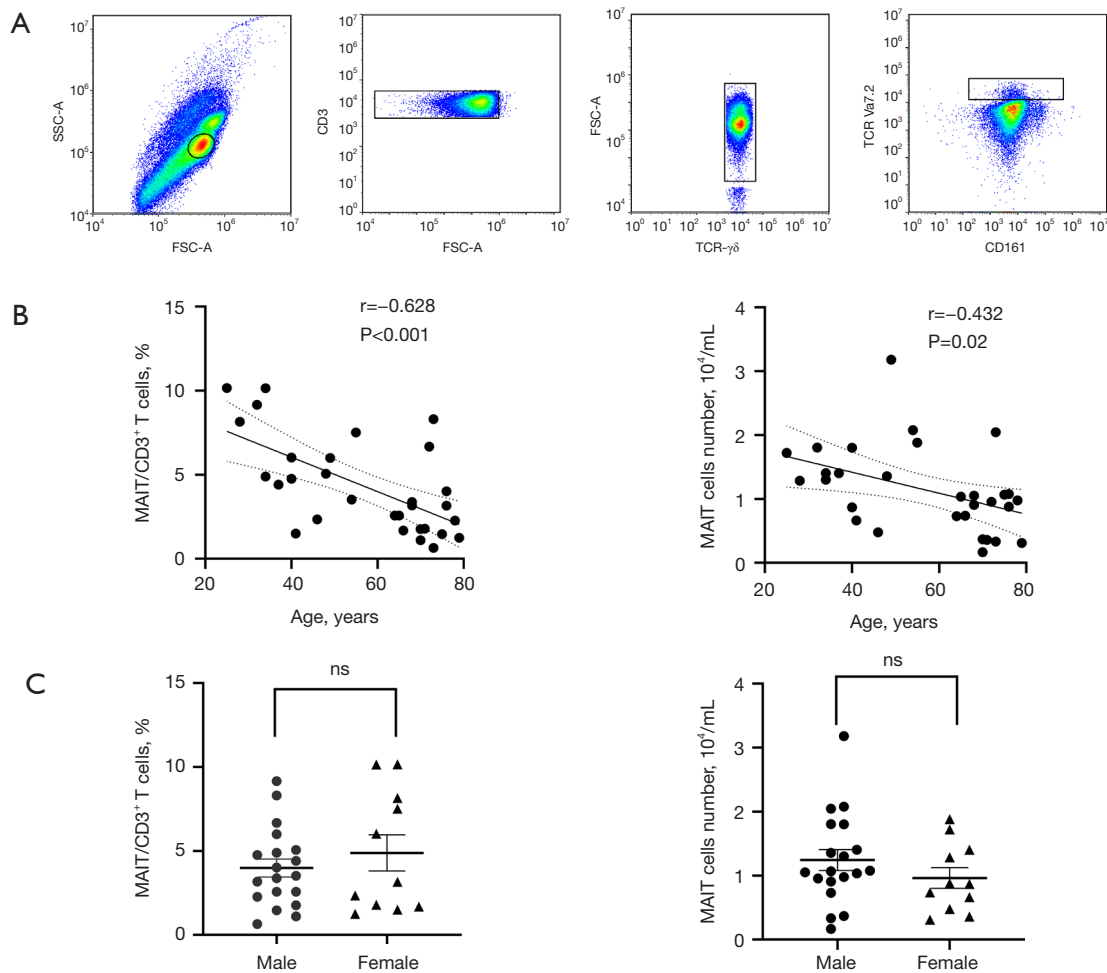 A
10⁷
10⁶
10⁵
10⁴
SSC-A
10⁴ 10⁵ 10⁶ 10⁷
FSC-A
10⁷
10⁶
10⁵
10⁴
10³
10²
10¹
10⁰
CD3
10⁴ 10⁵ 10⁶ 10⁷
FSC-A
10⁷
10⁶
10⁵
10⁴
FSC-A
10⁰ 10¹ 10² 10³ 10⁴ 10⁵ 10⁶ 10⁷
TCR-γδ
10⁷
10⁶
10⁵
10⁴
10³
10²
10¹
10⁰
TCR Va7.2
10⁰ 10¹ 10² 10³ 10⁴ 10⁵ 10⁶ 10⁷
CD161
B
r=−0.628
P<0.001
15
10
5
0
MAIT/CD3⁺ T cells, %
20 40 60 80
Age, years
r=−0.432
P=0.02
4
3
2
1
0
MAIT cells number, 10⁴/mL
20 40 60 80
Age, years
C
ns
15
10
5
0
MAIT/CD3⁺ T cells, %
Male Female
ns
4
3
2
1
0
MAIT cells number, 10⁴/mL
Male Female